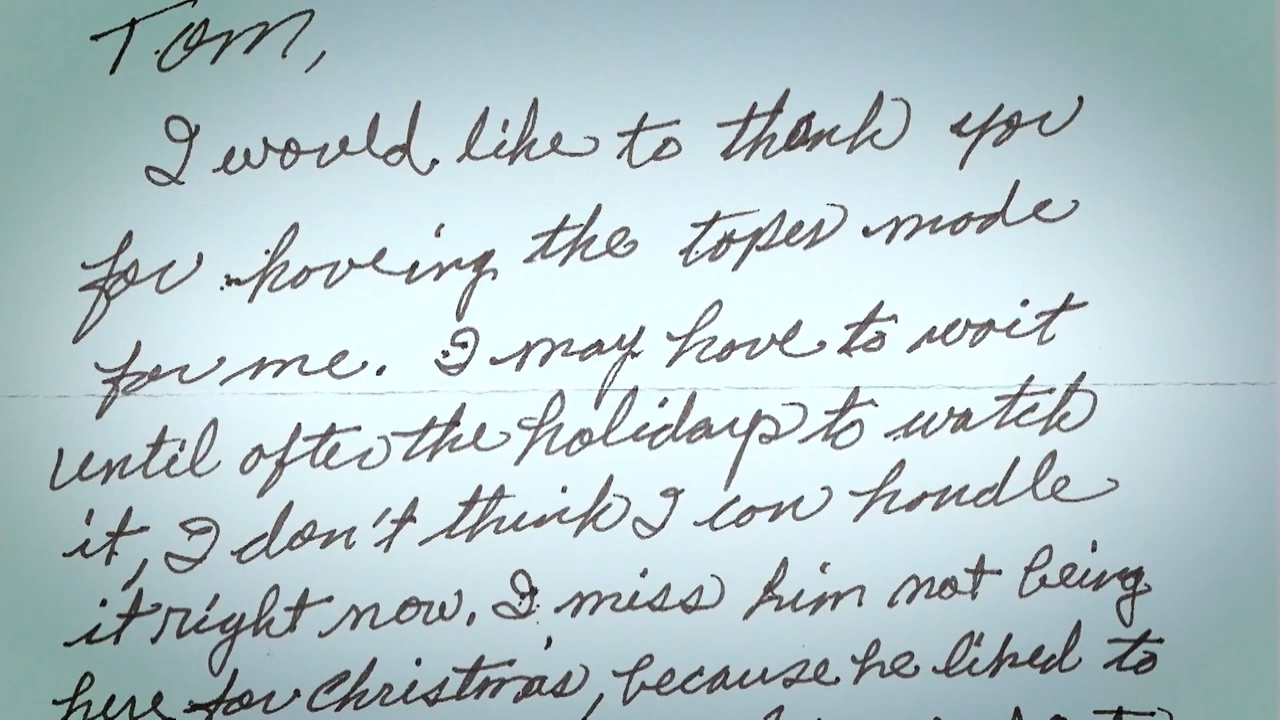 Tom,
I would like to thank you
for haveing the tapes made
for me. I may have to wait
until after the holidays to watch
it, I don't think I can handle
it right now. I miss him not being
here for Christmas, because he liked to